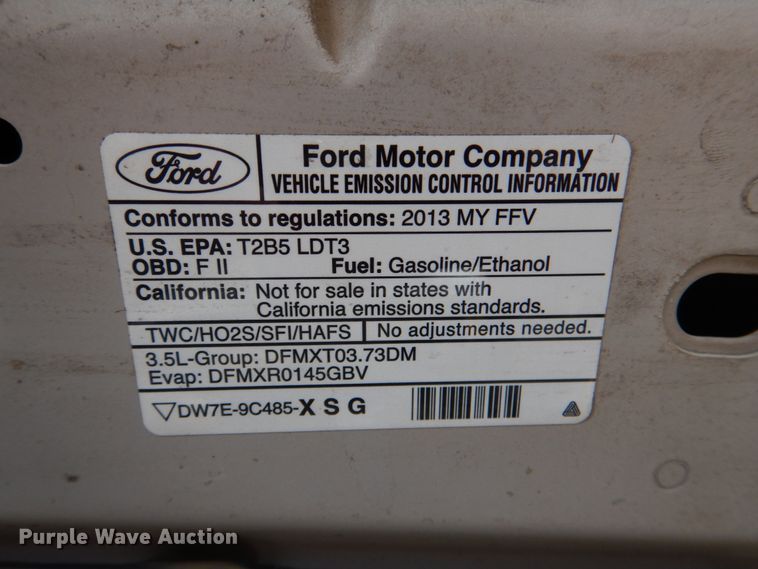 Ford
Ford Motor Company
VEHICLE EMISSION CONTROL INFORMATION
Conforms to regulations: 2013 MY FFV
U.S. EPA: T2B5 LDT3
OBD: F II Fuel: Gasoline/Ethanol
California: Not for sale in states with
California emissions standards.
TWC/HO2S/SFI/HAFS No adjustments needed.
3.5L-Group: DFMXT03.73DM
Evap: DFMXR0145GBV
DW7E-9C485-X S G
Purple Wave Auction